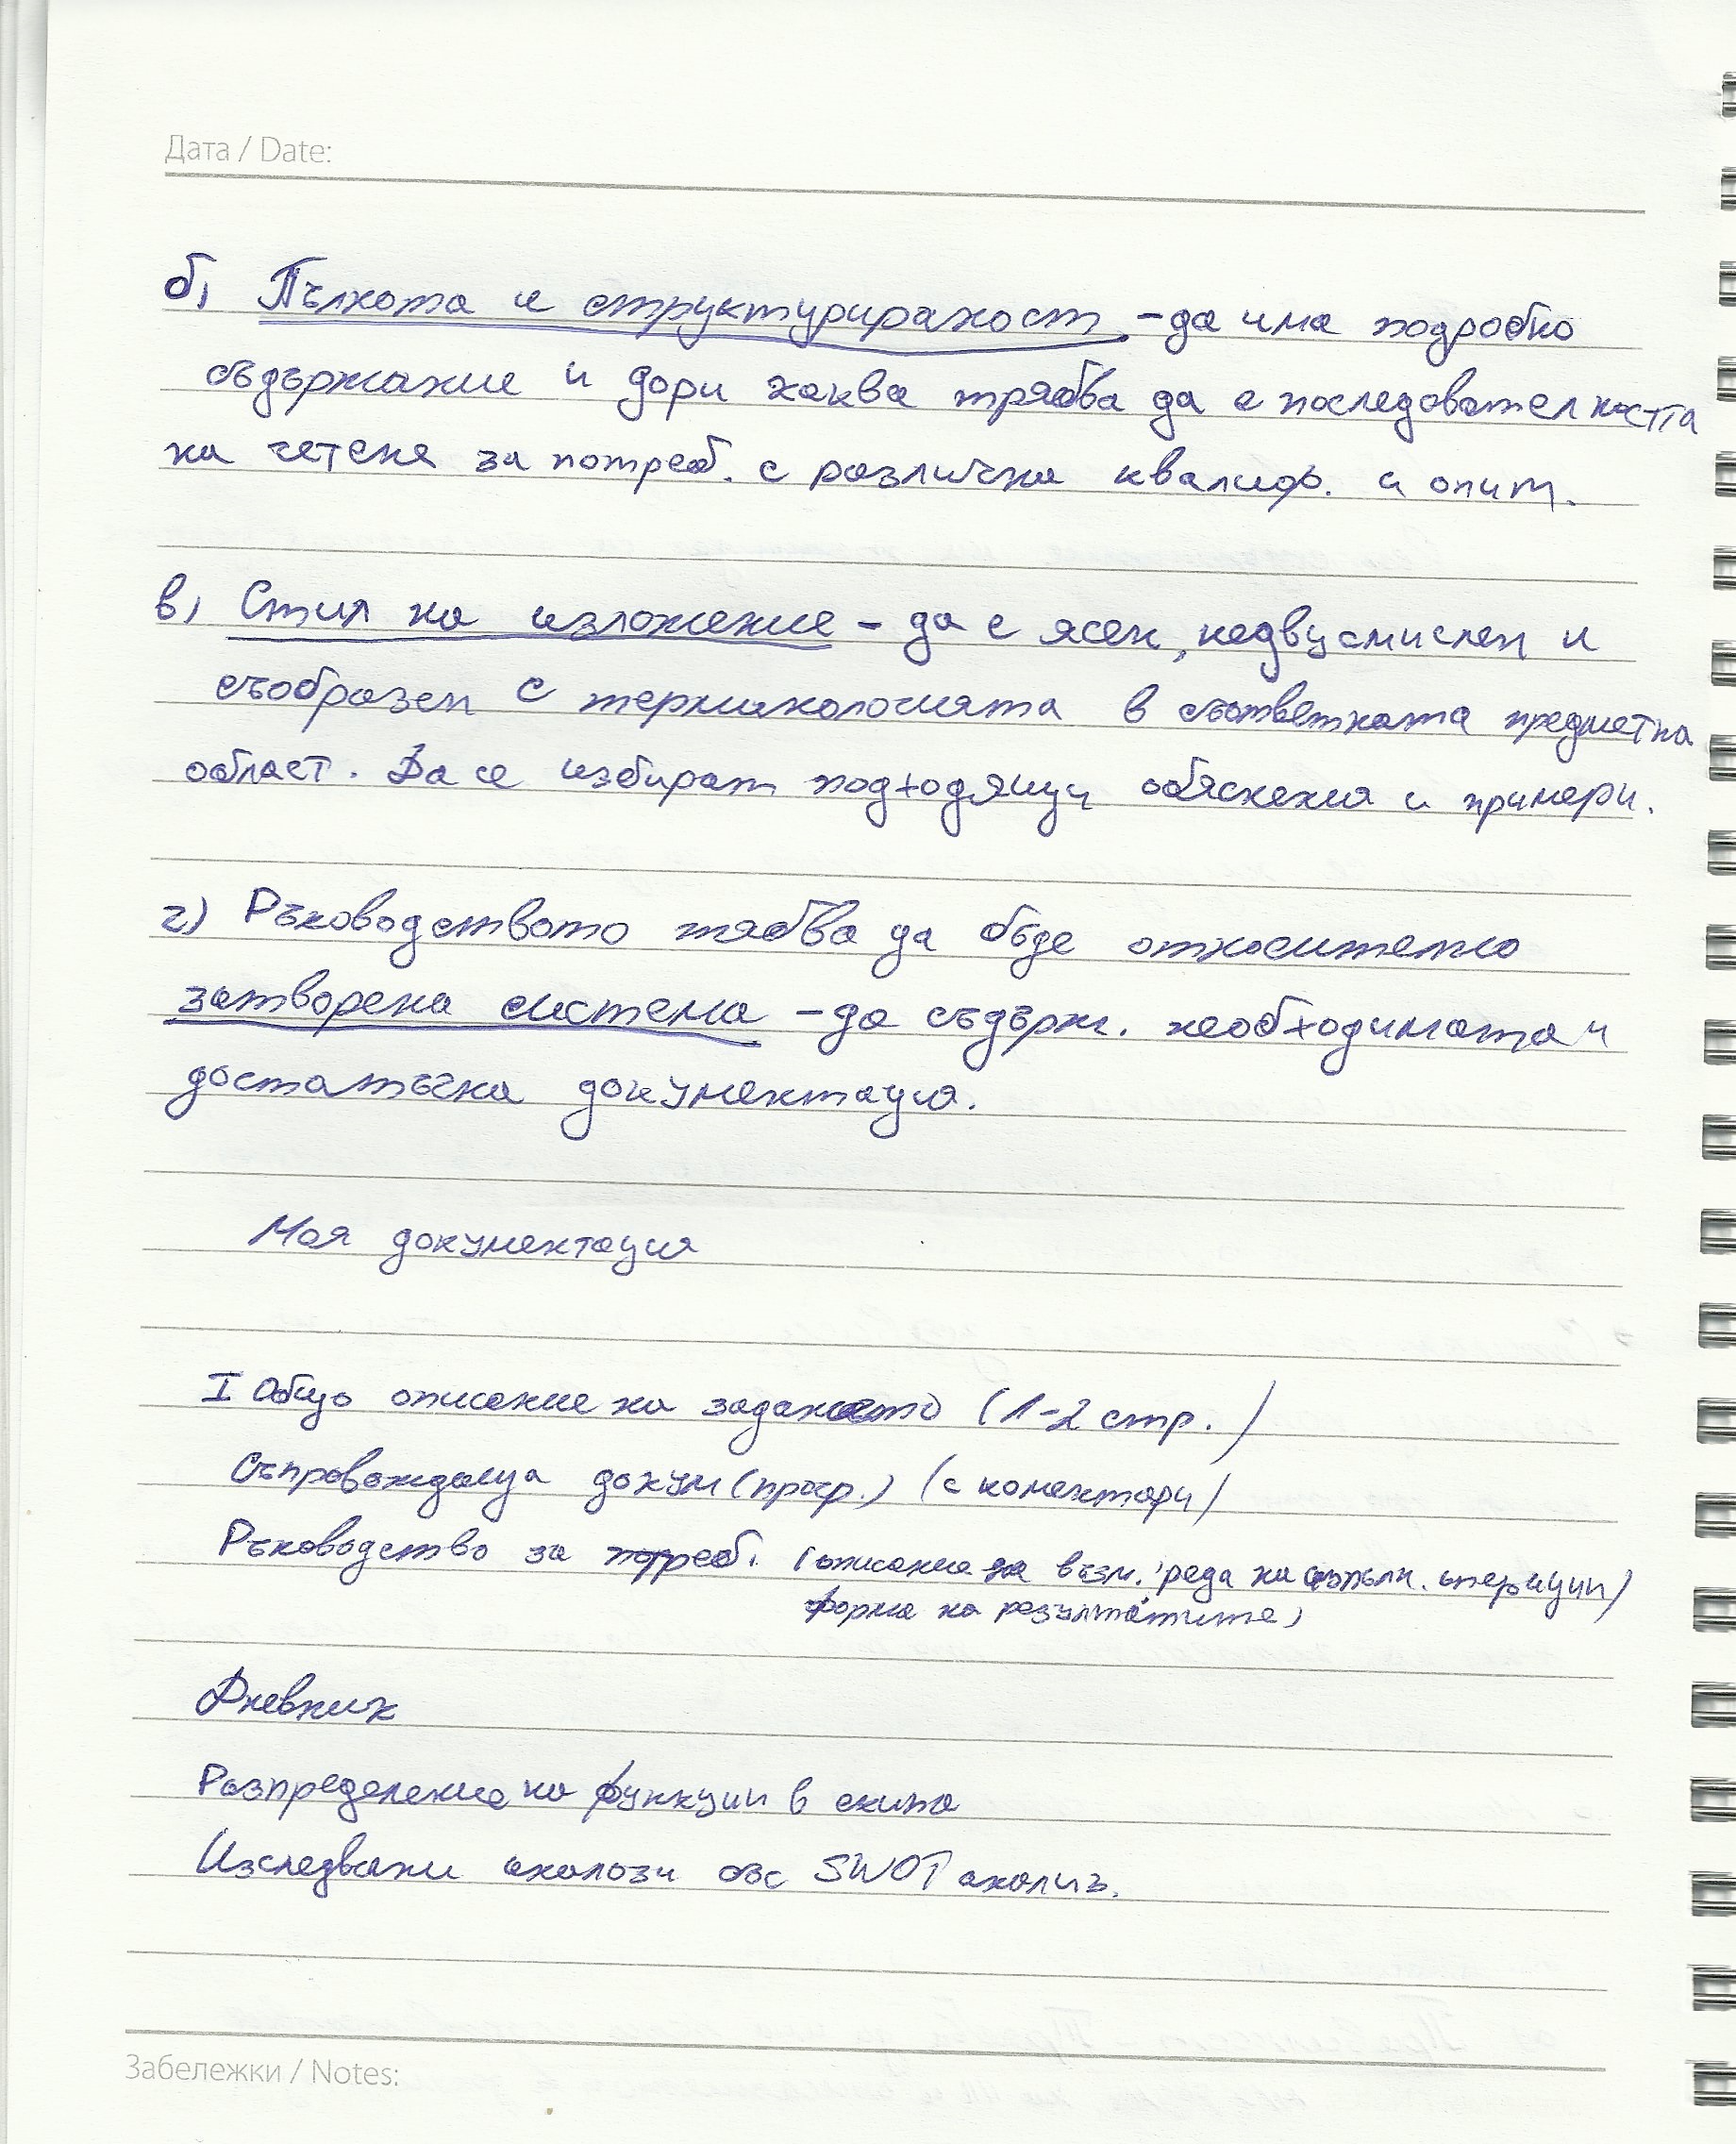 Дата / Date:
б) Пълнота и структурираност - да има подробно
съдържание и дори каква трябва да е последователността
на четене за потреб. с различна квалиф. и опит.
в) Стил на изложение - да е ясен, недвусмислен и
съобразен с терминологията в съответната предметна
област. Да се избират подходящи обяснения и примери.
г) Ръководството трябва да бъде относително
затворена система - да съдърж. необходимата и
достатъчна документация.
Моя документация
I Общо описание на заданието (1-2 стр.)
Съпровождаща докум (прогр.) (с коментари)
Ръководство за потреб. (описание на възм. реда на изпълн. операции)
форма на резултатите)
Дневник
Разпределение на функции в екипа
Изследвани аналози със SWOT анализ.
Забележки / Notes: